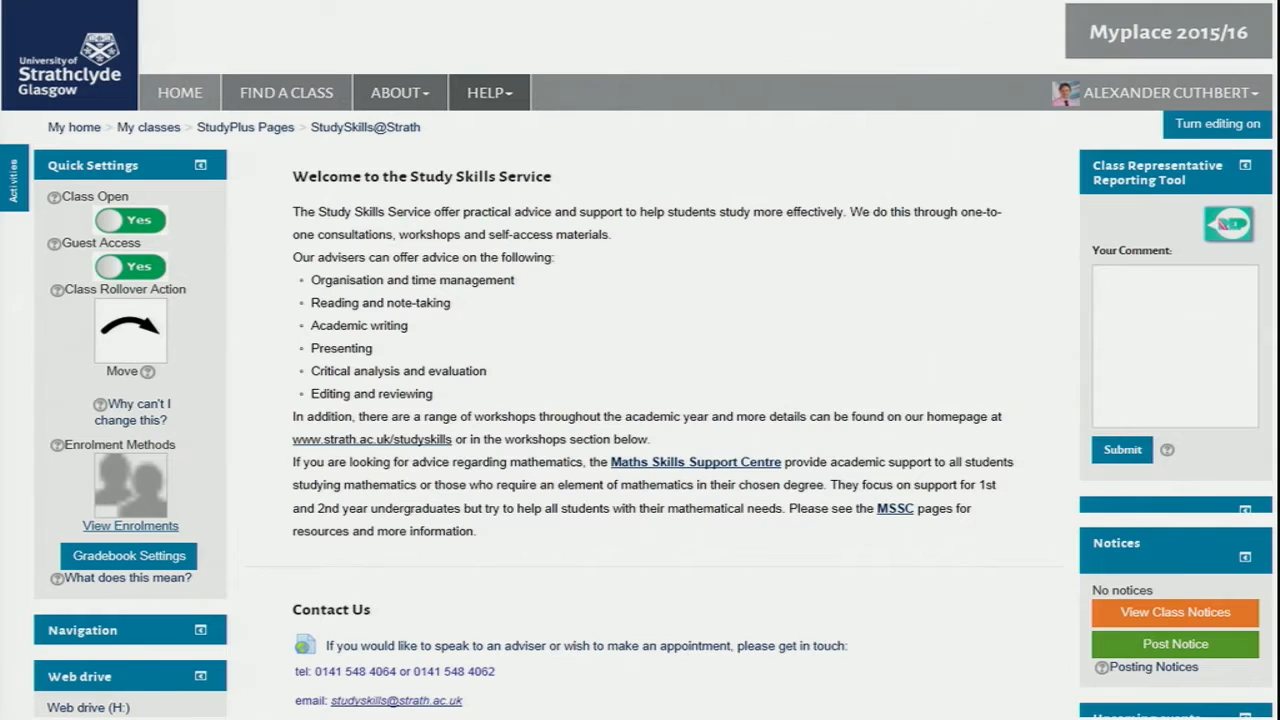 University of
Strathclyde
Glasgow
Myplace 2015/16
HOME
FIND A CLASS
ABOUT
HELP
ALEXANDER CUTHBERT
My home > My classes > StudyPlus Pages > StudySkills@Strath
Turn editing on
Activities
Quick Settings
Class Open
Yes
Guest Access
Yes
Class Rollover Action
Move
Why can't I
change this?
Enrolment Methods
View Enrolments
Gradebook Settings
What does this mean?
Navigation
Web drive
Web drive (H:)
Welcome to the Study Skills Service
The Study Skills Service offer practical advice and support to help students study more effectively. We do this through one-to-
one consultations, workshops and self-access materials.
Our advisers can offer advice on the following:
Organisation and time management
Reading and note-taking
Academic writing
Presenting
Critical analysis and evaluation
Editing and reviewing
In addition, there are a range of workshops throughout the academic year and more details can be found on our homepage at
www.strath.ac.uk/studyskills or in the workshops section below.
If you are looking for advice regarding mathematics, the Maths Skills Support Centre provide academic support to all students
studying mathematics or those who require an element of mathematics in their chosen degree. They focus on support for 1st
and 2nd year undergraduates but try to help all students with their mathematical needs. Please see the MSSC pages for
resources and more information.
Contact Us
If you would like to speak to an adviser or wish to make an appointment, please get in touch:
tel: 0141 548 4064 or 0141 548 4062
email: studyskills@strath.ac.uk
Class Representative
Reporting Tool
Your Comment:
Submit
Notices
No notices
View Class Notices
Post Notice
Posting Notices
Upcoming events